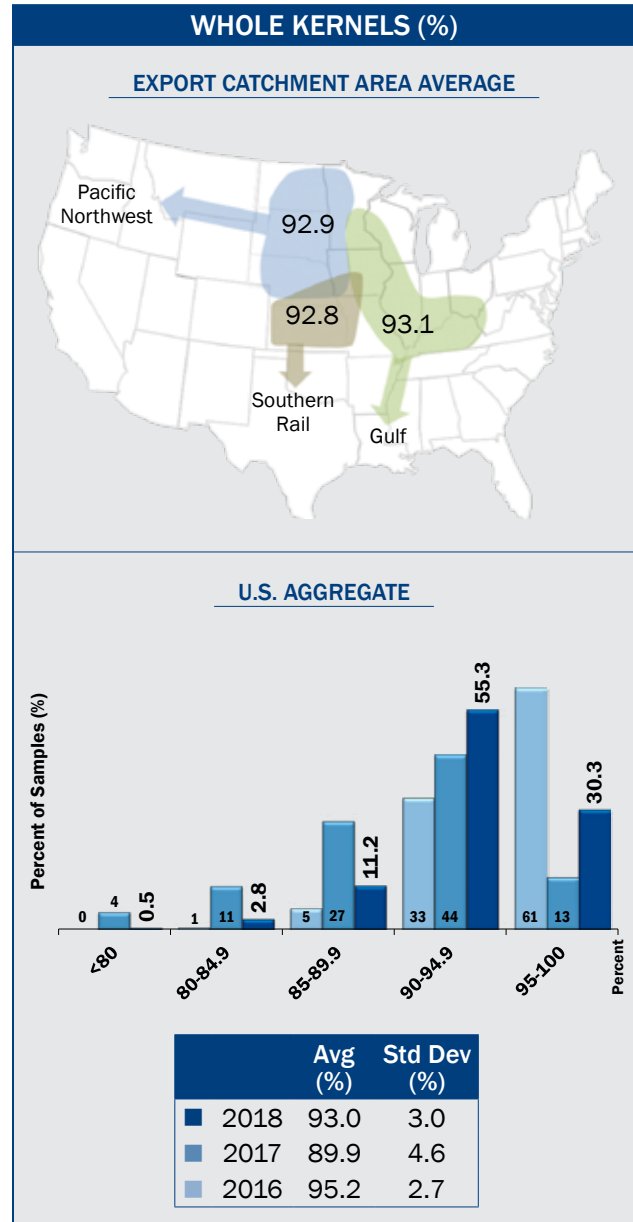 WHOLE KERNELS (%)
EXPORT CATCHMENT AREA AVERAGE
Pacific
Northwest
92.9
92.8
93.1
Southern
Rail
Gulf
U.S. AGGREGATE
Percent of Samples (%)
0 4 0.5
1 11 2.8
5 27 11.2
33 44 55.3
61 13 30.3
<80 80-84.9 85-89.9 90-94.9 95-100 Percent
Avg Std Dev
(%) (%)
2018 93.0 3.0
2017 89.9 4.6
2016 95.2 2.7